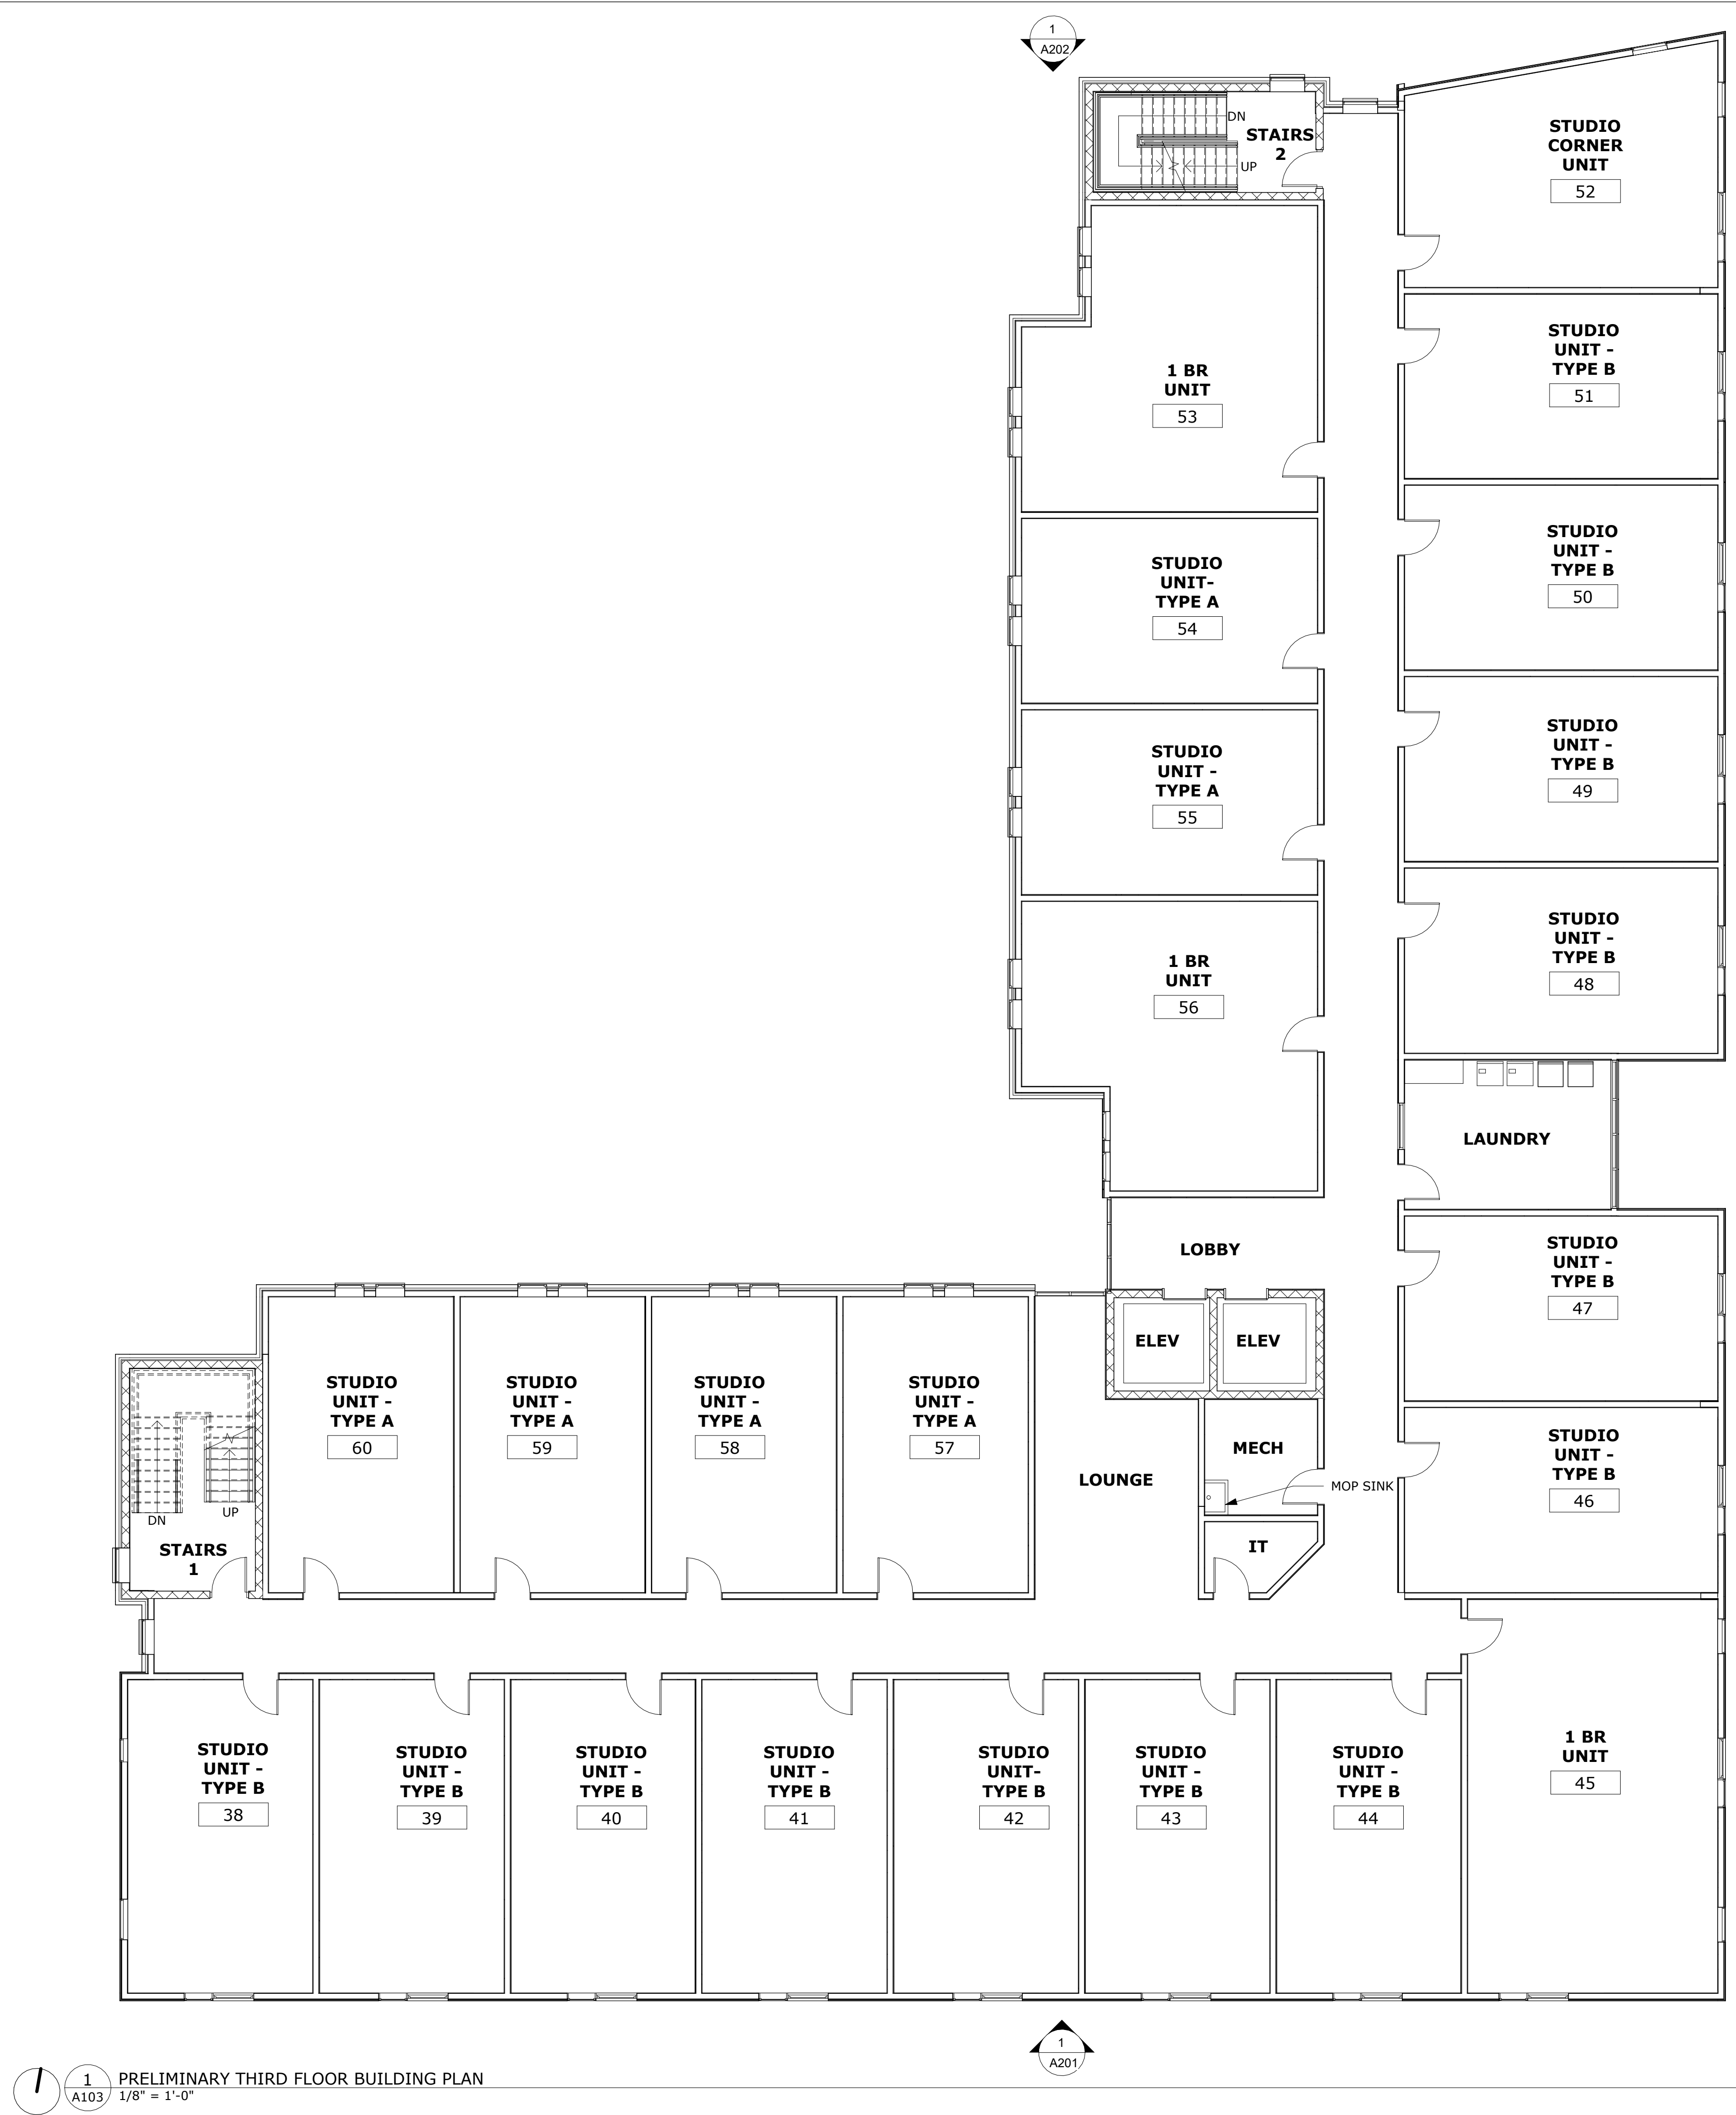 1
A202
DN
STAIRS
2
UP
STUDIO
CORNER
UNIT
52
STUDIO
UNIT -
TYPE B
51
1 BR
UNIT
53
STUDIO
UNIT -
TYPE B
50
STUDIO
UNIT-
TYPE A
54
STUDIO
UNIT -
TYPE B
49
STUDIO
UNIT -
TYPE A
55
STUDIO
UNIT -
TYPE B
48
1 BR
UNIT
56
LAUNDRY
LOBBY
STUDIO
UNIT -
TYPE B
47
ELEV
ELEV
STUDIO
UNIT -
TYPE A
60
STUDIO
UNIT -
TYPE A
59
STUDIO
UNIT -
TYPE A
58
STUDIO
UNIT -
TYPE A
57
LOUNGE
MECH
MOP SINK
STUDIO
UNIT -
TYPE B
46
DN
UP
STAIRS
1
IT
STUDIO
UNIT -
TYPE B
38
STUDIO
UNIT -
TYPE B
39
STUDIO
UNIT -
TYPE B
40
STUDIO
UNIT -
TYPE B
41
STUDIO
UNIT-
TYPE B
42
STUDIO
UNIT -
TYPE B
43
STUDIO
UNIT -
TYPE B
44
1 BR
UNIT
45
1
A201
1
A103
PRELIMINARY THIRD FLOOR BUILDING PLAN
1/8" = 1'-0"